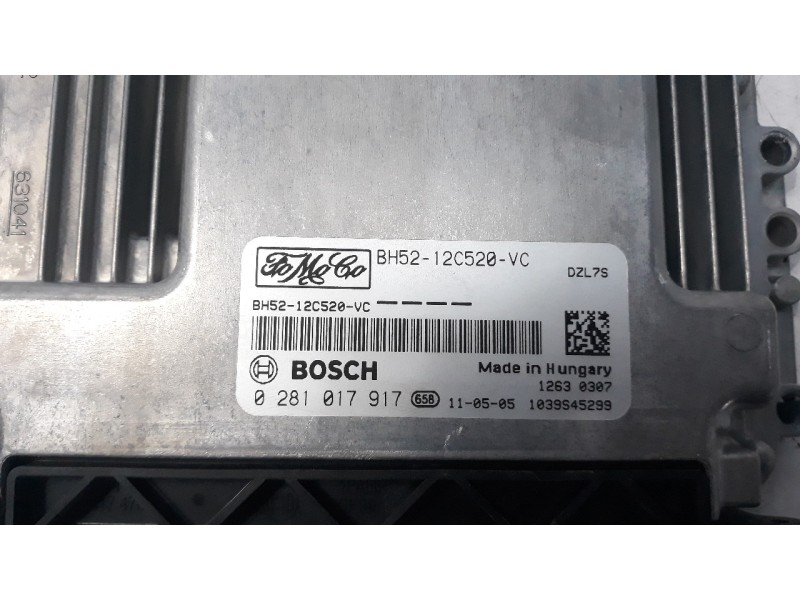 631041
FoMoCo
BH52-12C520-VC
DZL7S
BH52-12C520-VC ----
BOSCH
Made in Hungary
1263 0307
0 281 017 917 658 11-05-05 1039S45299